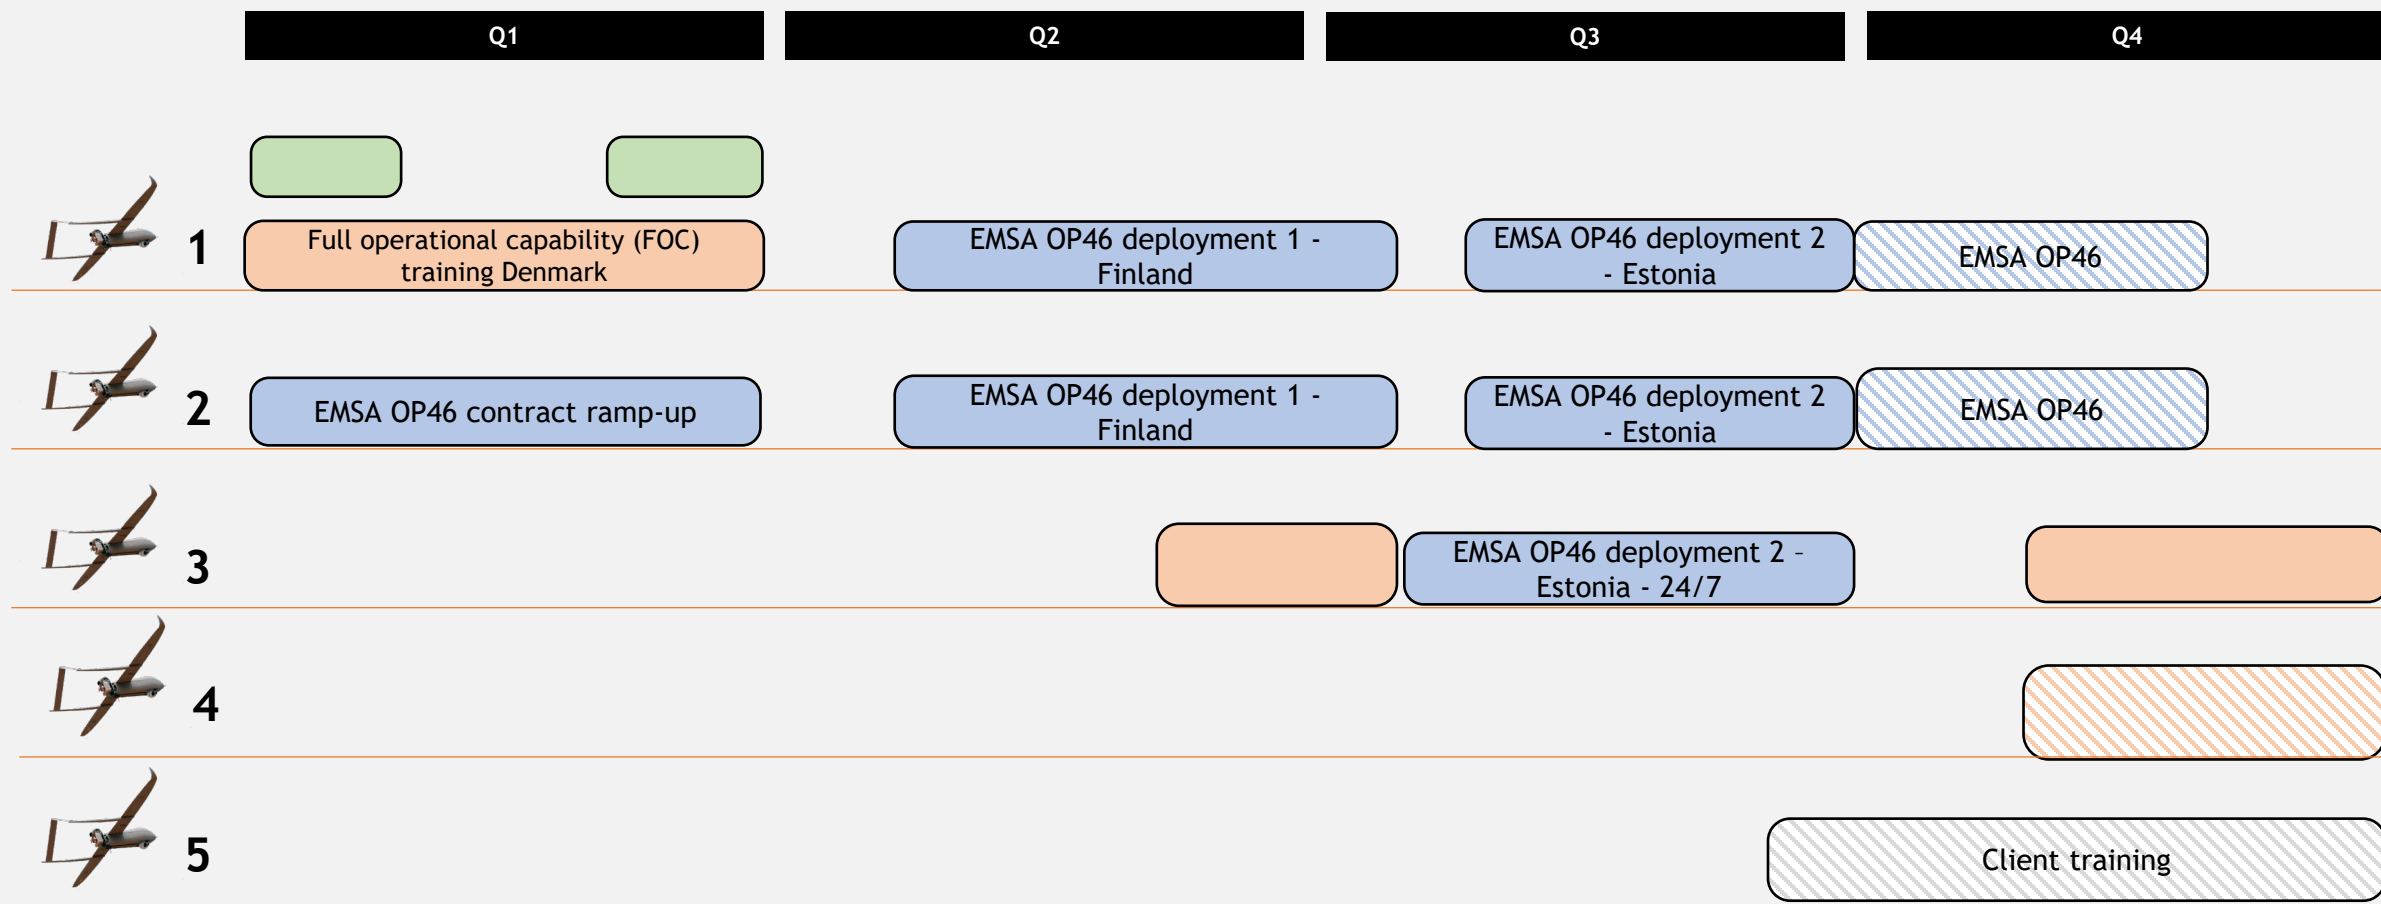 Q1
Q2
Q3
Q4
1
Full operational capability (FOC)
training Denmark
EMSA OP46 deployment 1 -
Finland
EMSA OP46 deployment 2
- Estonia
EMSA OP46
2
EMSA OP46 contract ramp-up
EMSA OP46 deployment 1 -
Finland
EMSA OP46 deployment 2
- Estonia
EMSA OP46
3
EMSA OP46 deployment 2 –
Estonia - 24/7
4
5
Client training